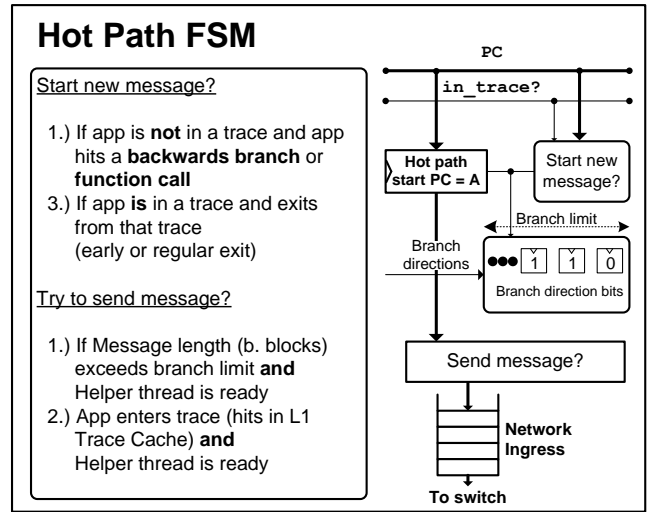 Hot Path FSM
Start new message?
1.) If app is not in a trace and app
hits a backwards branch or
function call
3.) If app is in a trace and exits
from that trace
(early or regular exit)
Try to send message?
1.) If Message length (b. blocks)
exceeds branch limit and
Helper thread is ready
2.) App enters trace (hits in L1
Trace Cache) and
Helper thread is ready
PC
in_trace?
Hot path
start PC = A
Start new
message?
Branch limit
Branch
directions
1 1 0
Branch direction bits
Send message?
Network
Ingress
To switch